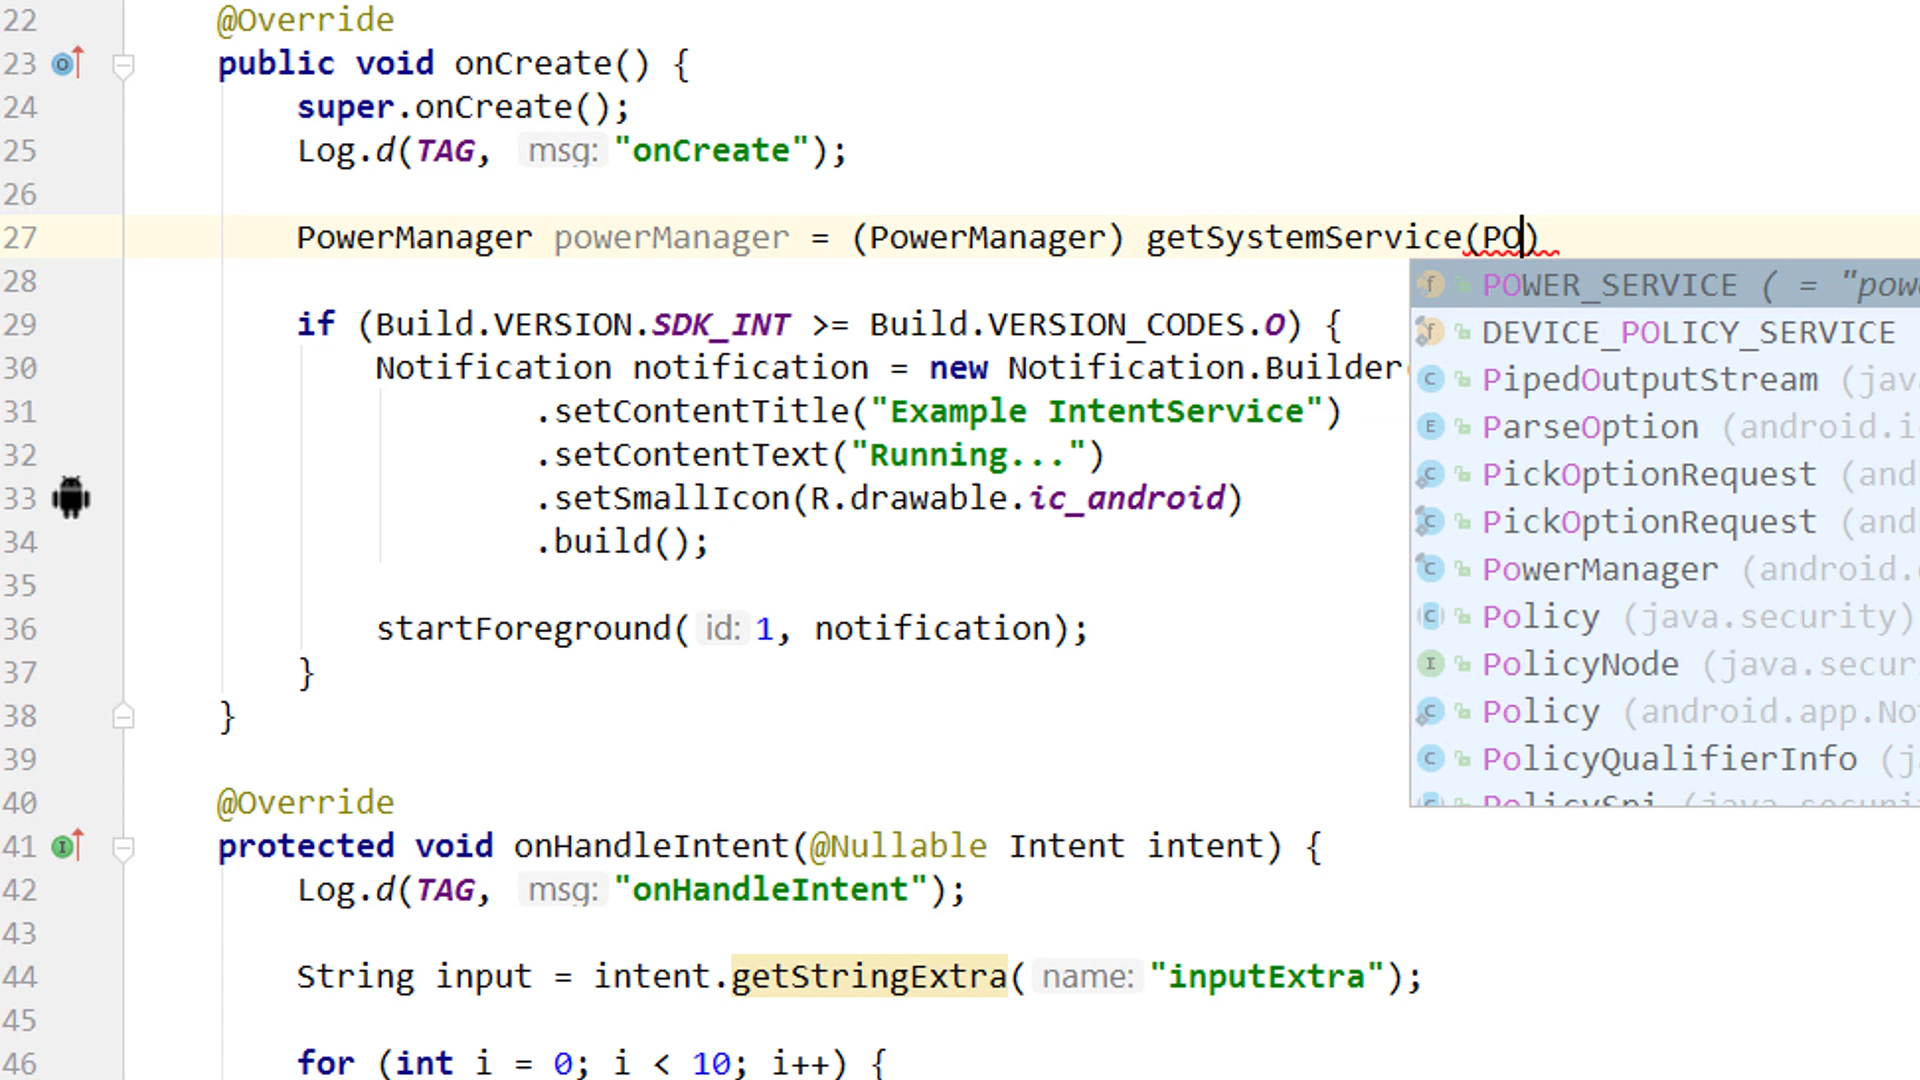 22 @Override
23 public void onCreate() {
24 super.onCreate();
25 Log.d(TAG, msg: "onCreate");
26
27 PowerManager powerManager = (PowerManager) getSystemService(PO)
28
29 if (Build.VERSION.SDK_INT >= Build.VERSION_CODES.O) {
30 Notification notification = new Notification.Builder
31 .setContentTitle("Example IntentService")
32 .setContentText("Running...")
33 .setSmallIcon(R.drawable.ic_android)
34 .build();
35
36 startForeground( id: 1, notification);
37 }
38 }
39
40 @Override
41 protected void onHandleIntent(@Nullable Intent intent) {
42 Log.d(TAG, msg: "onHandleIntent");
43
44 String input = intent.getStringExtra( name: "inputExtra");
45
46 for (int i = 0; i < 10; i++) {
POWER_SERVICE ( = "pow
DEVICE_POLICY_SERVICE
PipedOutputStream (java
ParseOption (android.i
PickOptionRequest (and
PickOptionRequest (and
PowerManager (android.
Policy (java.security)
PolicyNode (java.secur
Policy (android.app.No
PolicyQualifierInfo (j
PolicySpi (java.securi